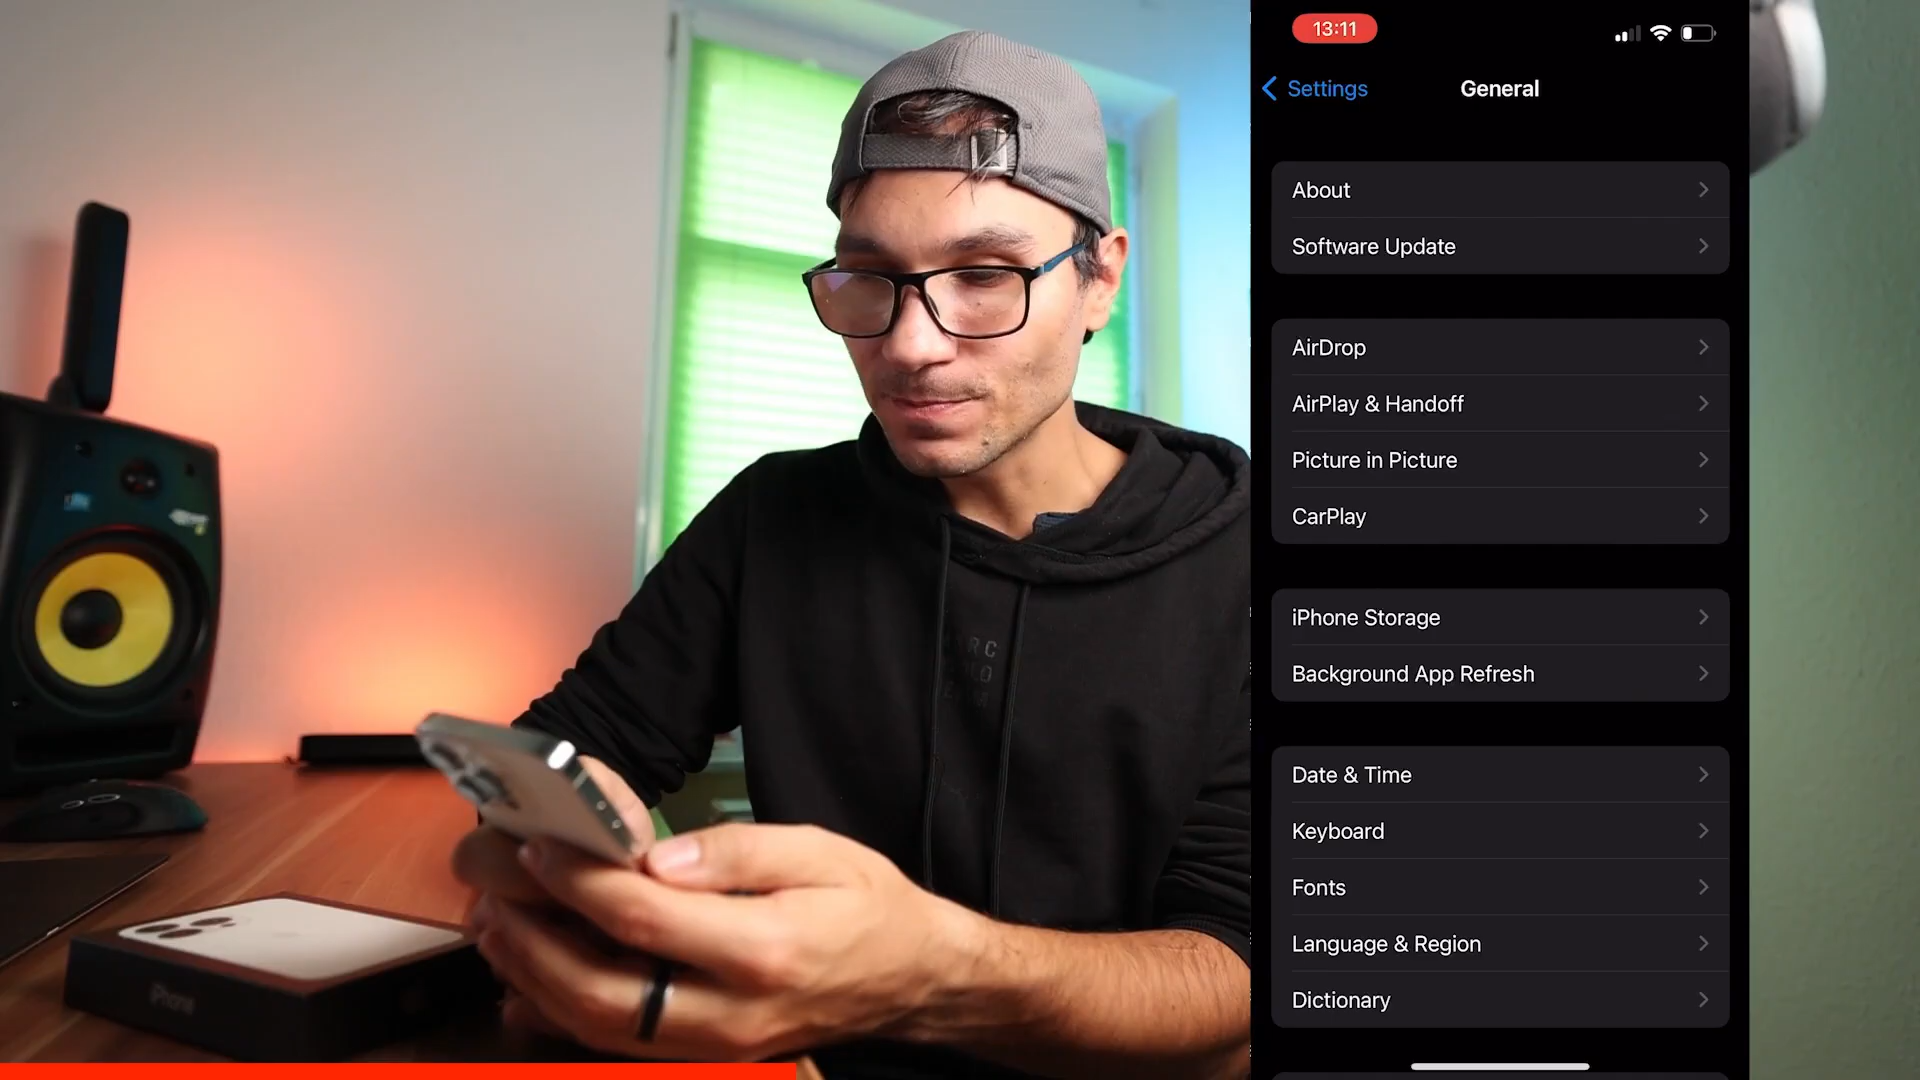 13:11
Settings
General
About
Software Update
AirDrop
AirPlay & Handoff
Picture in Picture
CarPlay
iPhone Storage
Background App Refresh
Date & Time
Keyboard
Fonts
Language & Region
Dictionary
iPhone